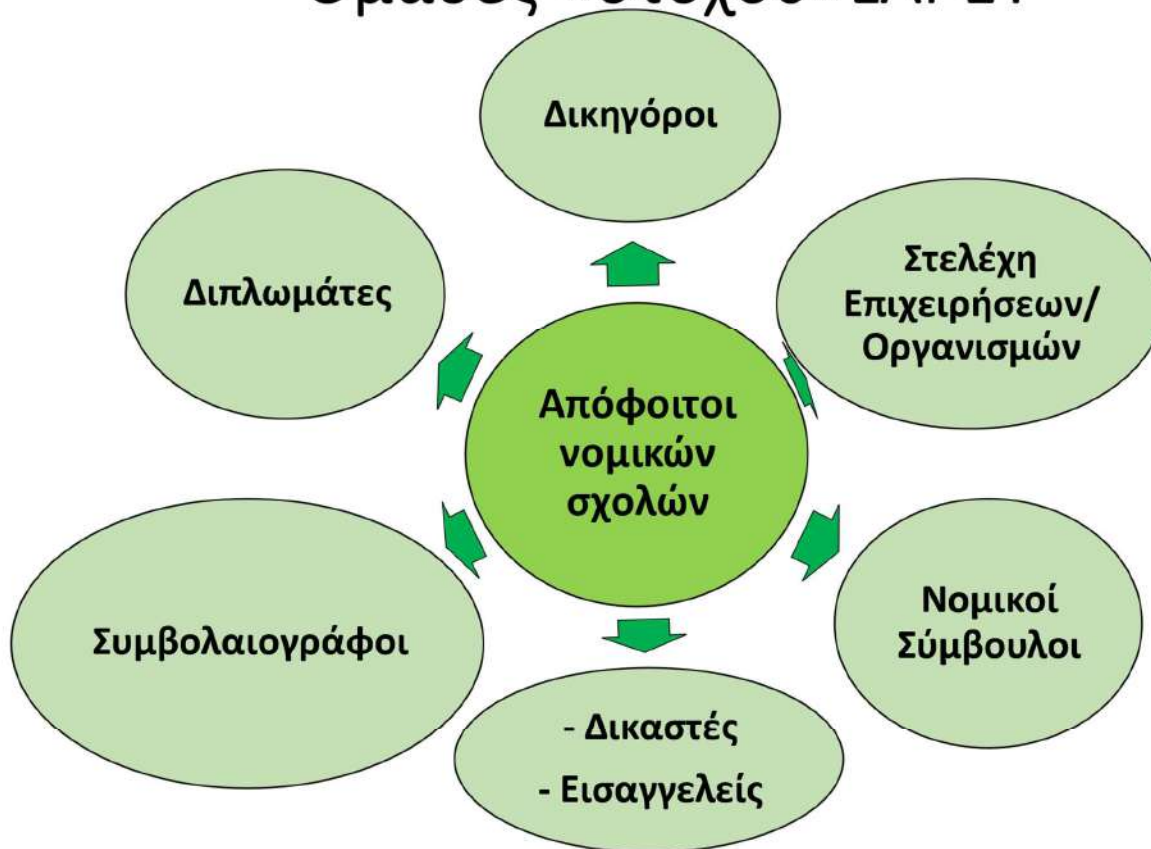 Δικηγόροι
Διπλωμάτες
Στελέχη
Επιχειρήσεων/
Οργανισμών
Απόφοιτοι
νομικών
σχολών
Συμβολαιογράφοι
Νομικοί
Σύμβουλοι
- Δικαστές
- Εισαγγελείς